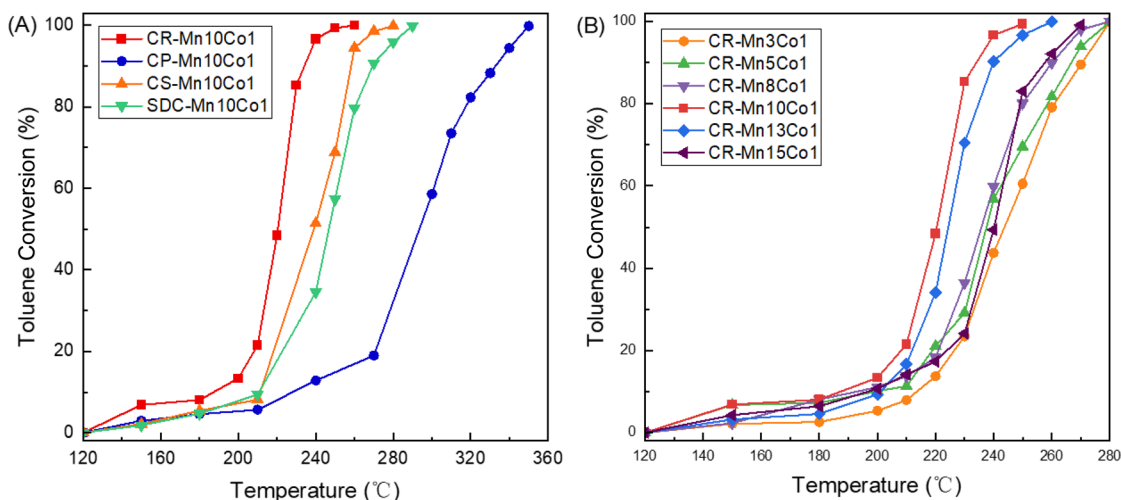 (A)
CR-Mn10Co1
CP-Mn10Co1
CS-Mn10Co1
SDC-Mn10Co1
Toluene Conversion (%)
100
80
60
40
20
0
120 160 200 240 280 320 360
Temperature (℃)
(B)
CR-Mn3Co1
CR-Mn5Co1
CR-Mn8Co1
CR-Mn10Co1
CR-Mn13Co1
CR-Mn15Co1
Toluene Conversion (%)
100
80
60
40
20
0
120 140 160 180 200 220 240 260 280
Temperature (℃)